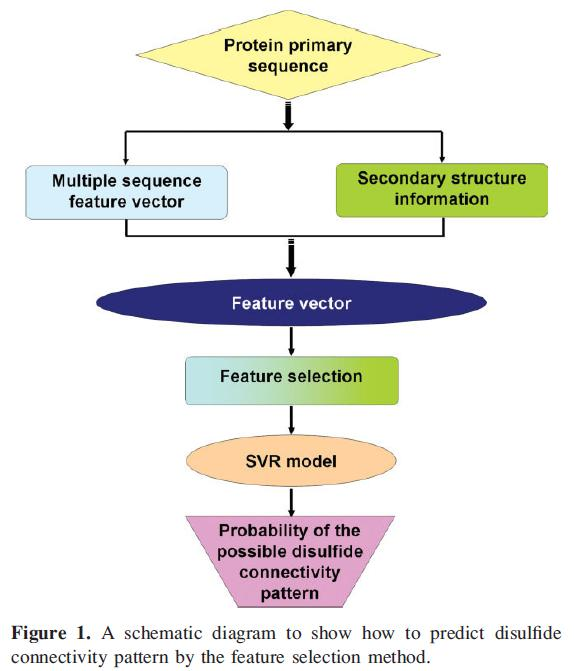 Protein primary
sequence
Multiple sequence
feature vector
Secondary structure
information
Feature vector
Feature selection
SVR model
Probability of the
possible disulfide
connectivity
pattern
Figure 1. A schematic diagram to show how to predict disulfide
connectivity pattern by the feature selection method.